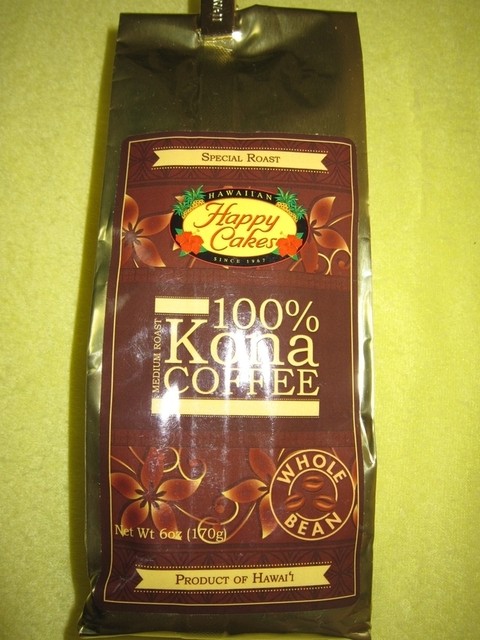 SPECIAL ROAST
HAWAIIAN
Happy
Cakes
SINCE 1967
100%
Kona
COFFEE
MEDIUM ROAST
WHOLE
BEAN
Net Wt 6oz (170g)
PRODUCT OF HAWAI'I